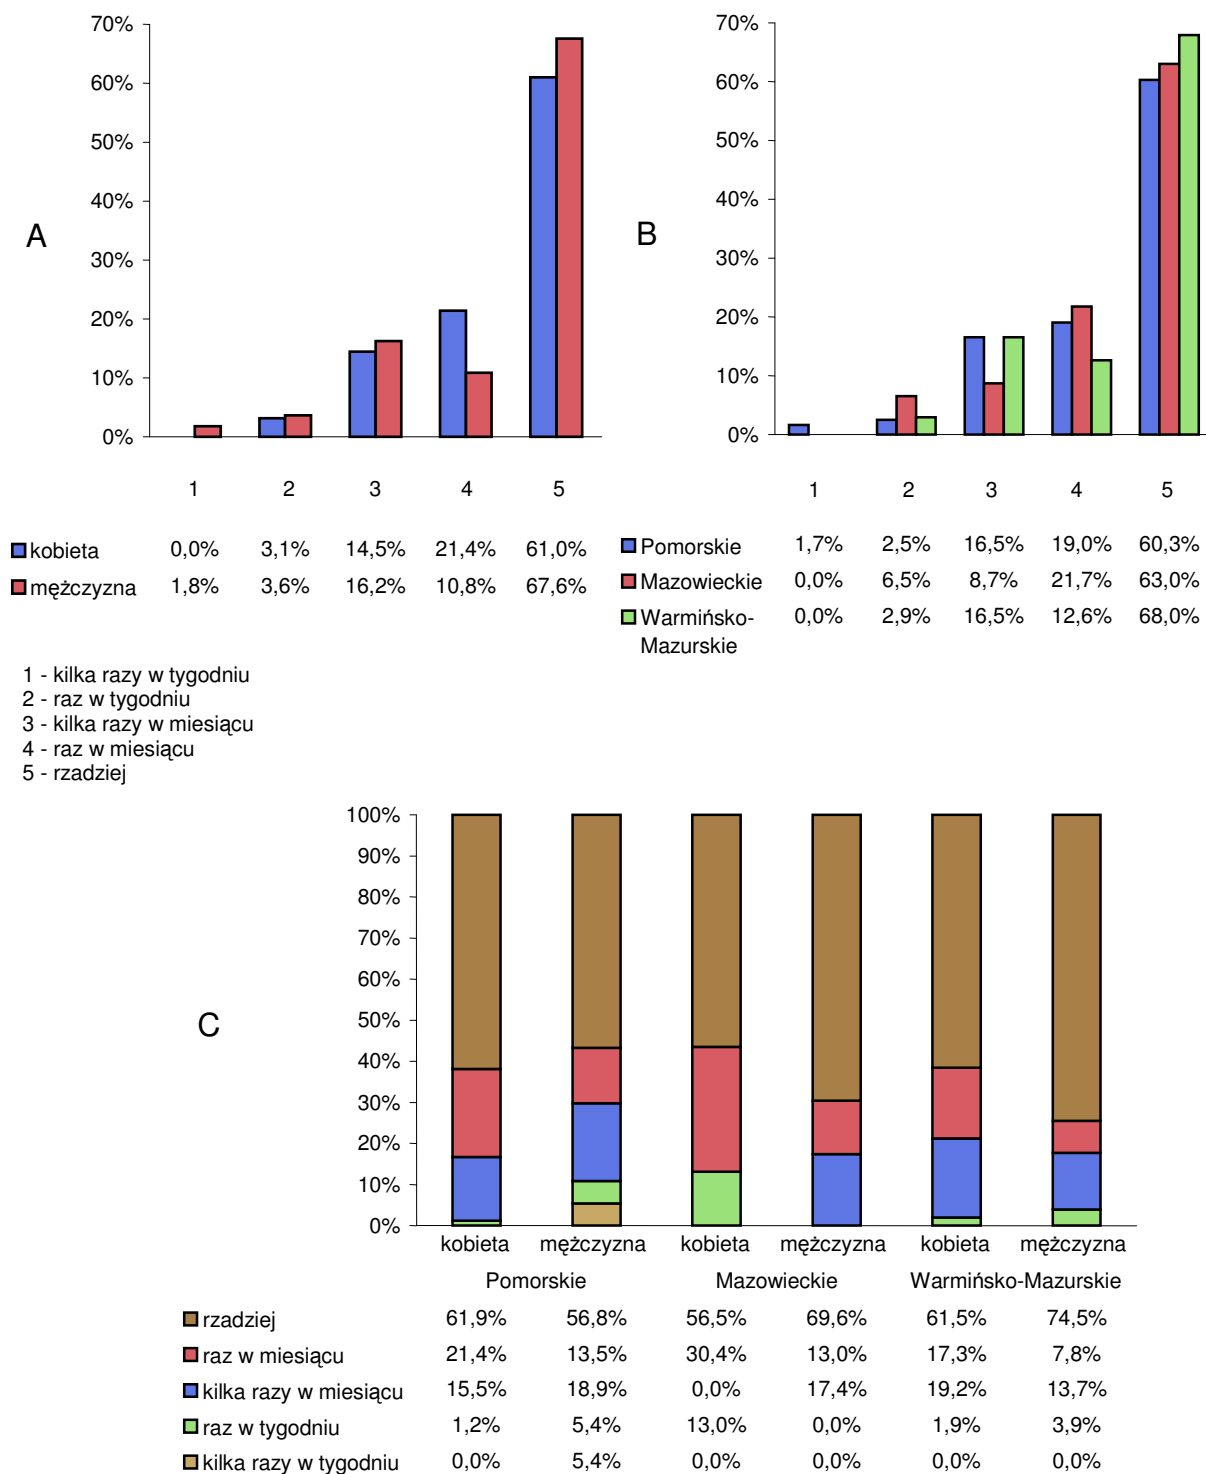 70%
60%
50%
40%
30%
20%
10%
0%
A
1 2 3 4 5
kobieta 0,0% 3,1% 14,5% 21,4% 61,0%
mężczyzna 1,8% 3,6% 16,2% 10,8% 67,6%
70%
60%
50%
40%
30%
20%
10%
0%
B
1 2 3 4 5
Pomorskie 1,7% 2,5% 16,5% 19,0% 60,3%
Mazowieckie 0,0% 6,5% 8,7% 21,7% 63,0%
Warmińsko- 0,0% 2,9% 16,5% 12,6% 68,0%
Mazurskie
1 - kilka razy w tygodniu
2 - raz w tygodniu
3 - kilka razy w miesiącu
4 - raz w miesiącu
5 - rzadziej
100%
90%
80%
70%
60%
50%
40%
30%
20%
10%
0%
C
kobieta mężczyzna kobieta mężczyzna kobieta mężczyzna
Pomorskie Mazowieckie Warmińsko-Mazurskie
rzadziej 61,9% 56,8% 56,5% 69,6% 61,5% 74,5%
raz w miesiącu 21,4% 13,5% 30,4% 13,0% 17,3% 7,8%
kilka razy w miesiącu 15,5% 18,9% 0,0% 17,4% 19,2% 13,7%
raz w tygodniu 1,2% 5,4% 13,0% 0,0% 1,9% 3,9%
kilka razy w tygodniu 0,0% 5,4% 0,0% 0,0% 0,0% 0,0%